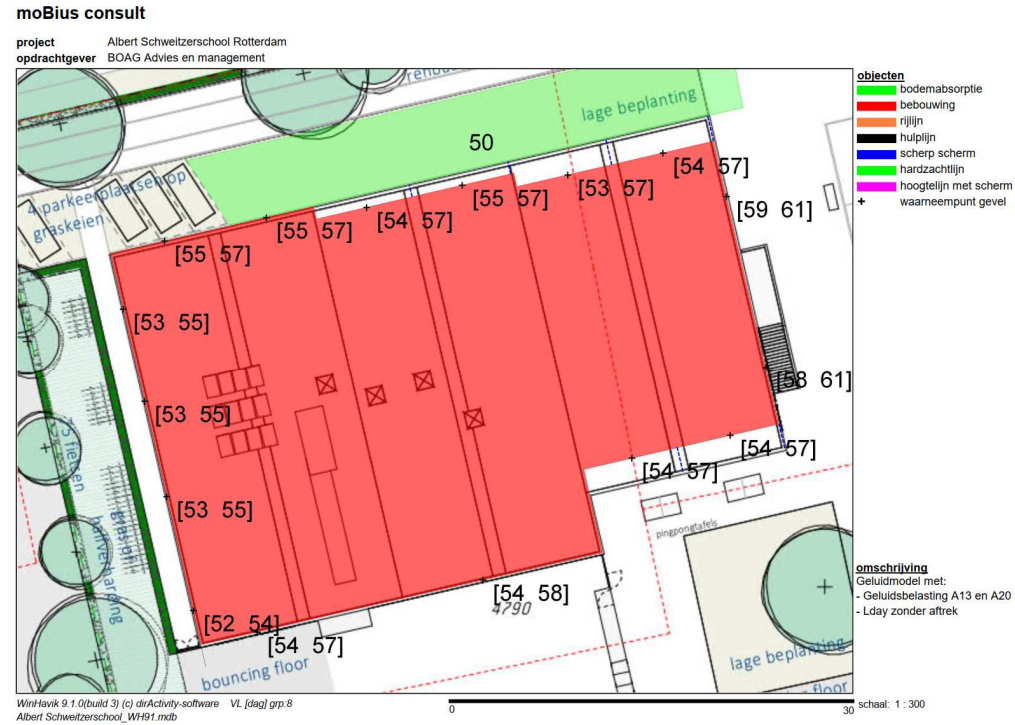 moBius consult
project Albert Schweitzerschool Rotterdam
opdrachtgever BOAG Advies en management
objecten
bodemabsorptie
bebouwing
rijlijn
hulplijn
scherp scherm
hardzachtlijn
hoogtelijn met scherm
waarneempunt gevel
lage beplanting
50
[54 57]
[53 57]
[55 57]
[54 57]
[55 57]
[55 57]
[59 61]
4 parkeerplaatsen op
graskeien
[53 55]
[58 61]
[53 55]
[54 57]
[54 57]
75 fietsen
[53 55]
pingpongtafels
halfverharding
[54 58]
4790
[52 54]
[54 57]
bouncing floor
lage beplanting
floor
omschrijving
Geluidmodel met:
- Geluidsbelasting A13 en A20
- Lday zonder aftrek
WinHavik 9.1.0(build 3) (c) dirActivity-software VL [dag] grp:8
Albert Schweitzerschool_WH91.mdb
0
30
schaal: 1 : 300